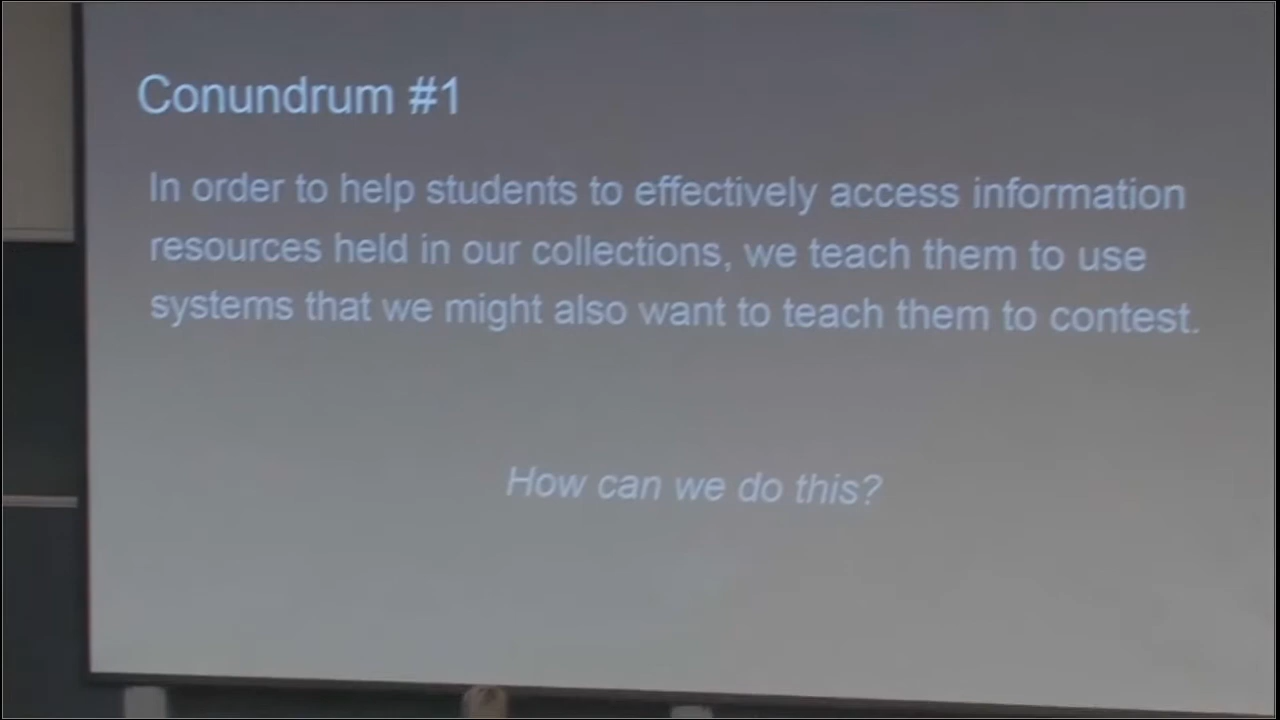 Conundrum #1
In order to help students to effectively access information
resources held in our collections, we teach them to use
systems that we might also want to teach them to contest.
How can we do this?